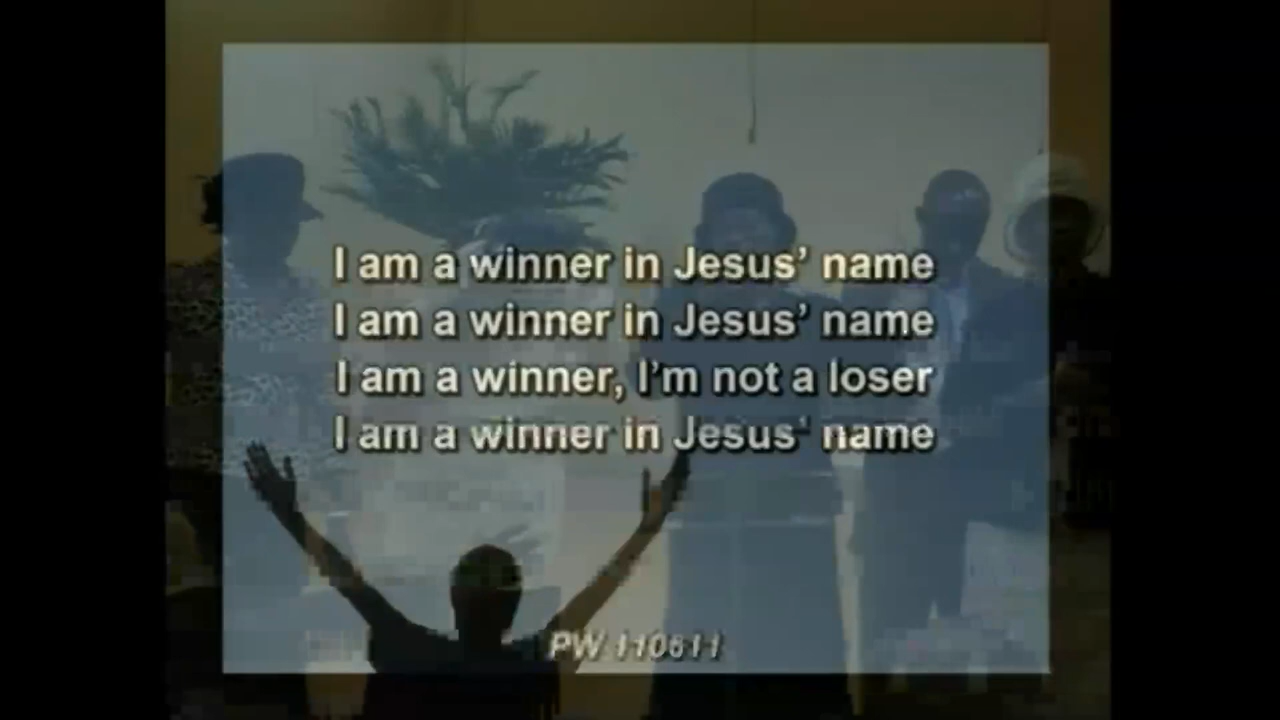 I am a winner in Jesus’ name
I am a winner in Jesus’ name
I am a winner, I’m not a loser
I am a winner in Jesus’ name
PW 110611